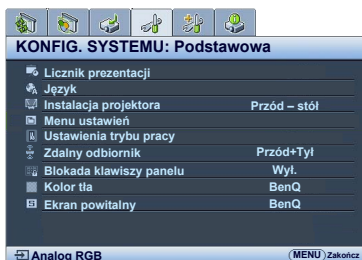 KONFIG. SYSTEMU: Podstawowa
Licznik prezentacji
Język
Instalacja projektora Przód – stół
Menu ustawień
Ustawienia trybu pracy
Zdalny odbiornik Przód+Tył
Blokada klawiszy panelu Wył.
Kolor tła BenQ
Ekran powitalny BenQ
Analog RGB MENU Zakończ